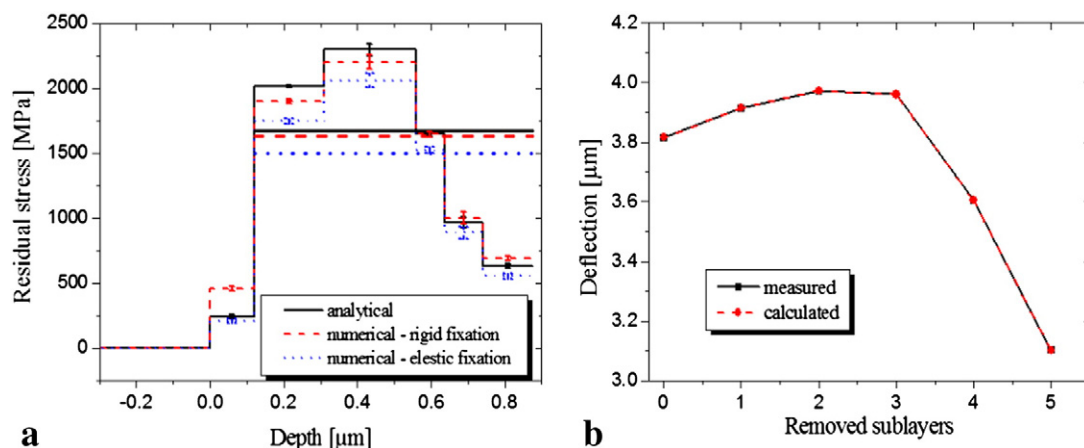 2500
2000
1500
1000
500
0
Residual stress [MPa]
-0.2
0.0
0.2
0.4
0.6
0.8
Depth [µm]
analytical
numerical - rigid fixation
numerical - elestic fixation
a
4.2
4.0
3.8
3.6
3.4
3.2
3.0
Deflection [µm]
0
1
2
3
4
5
Removed sublayers
measured
calculated
b